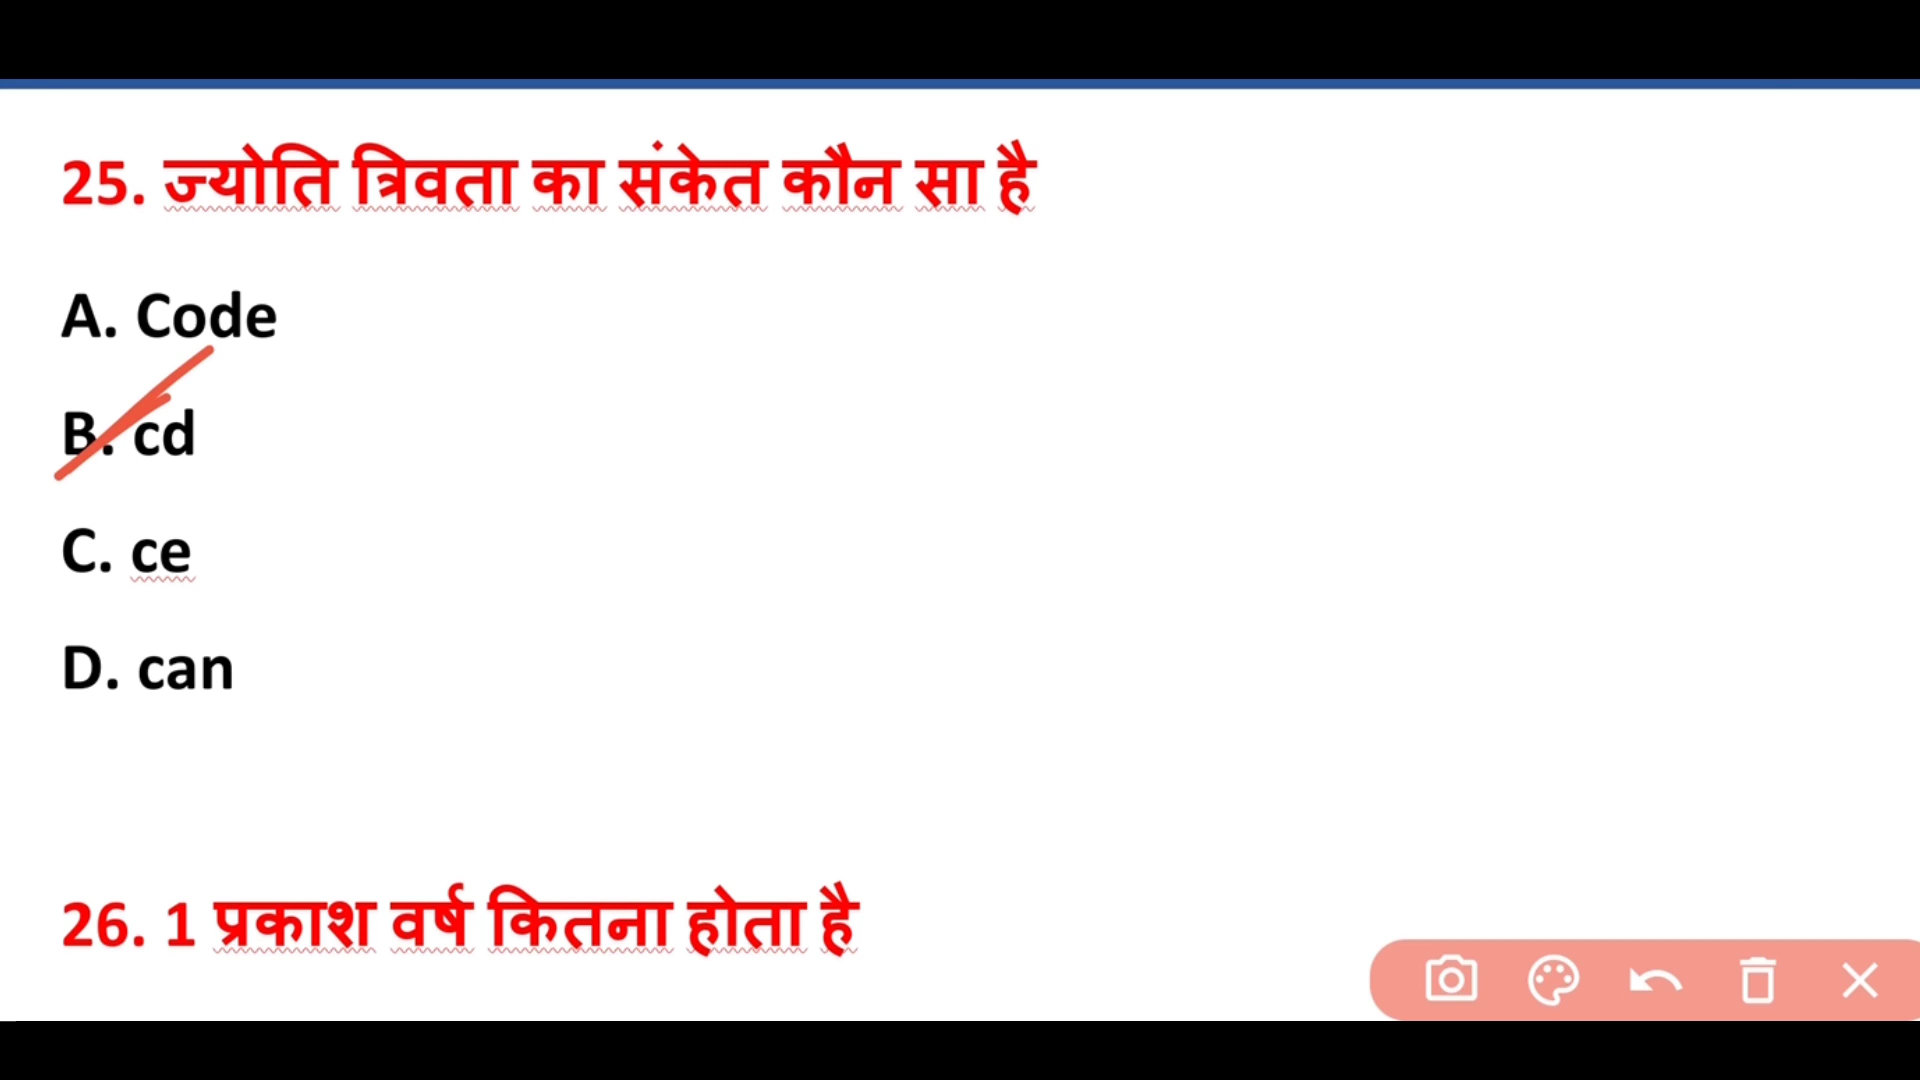 25. ज्योति त्रिवता का संकेत कौन सा है
A. Code
B. cd
C. ce
D. can
26. 1 प्रकाश वर्ष कितना होता है